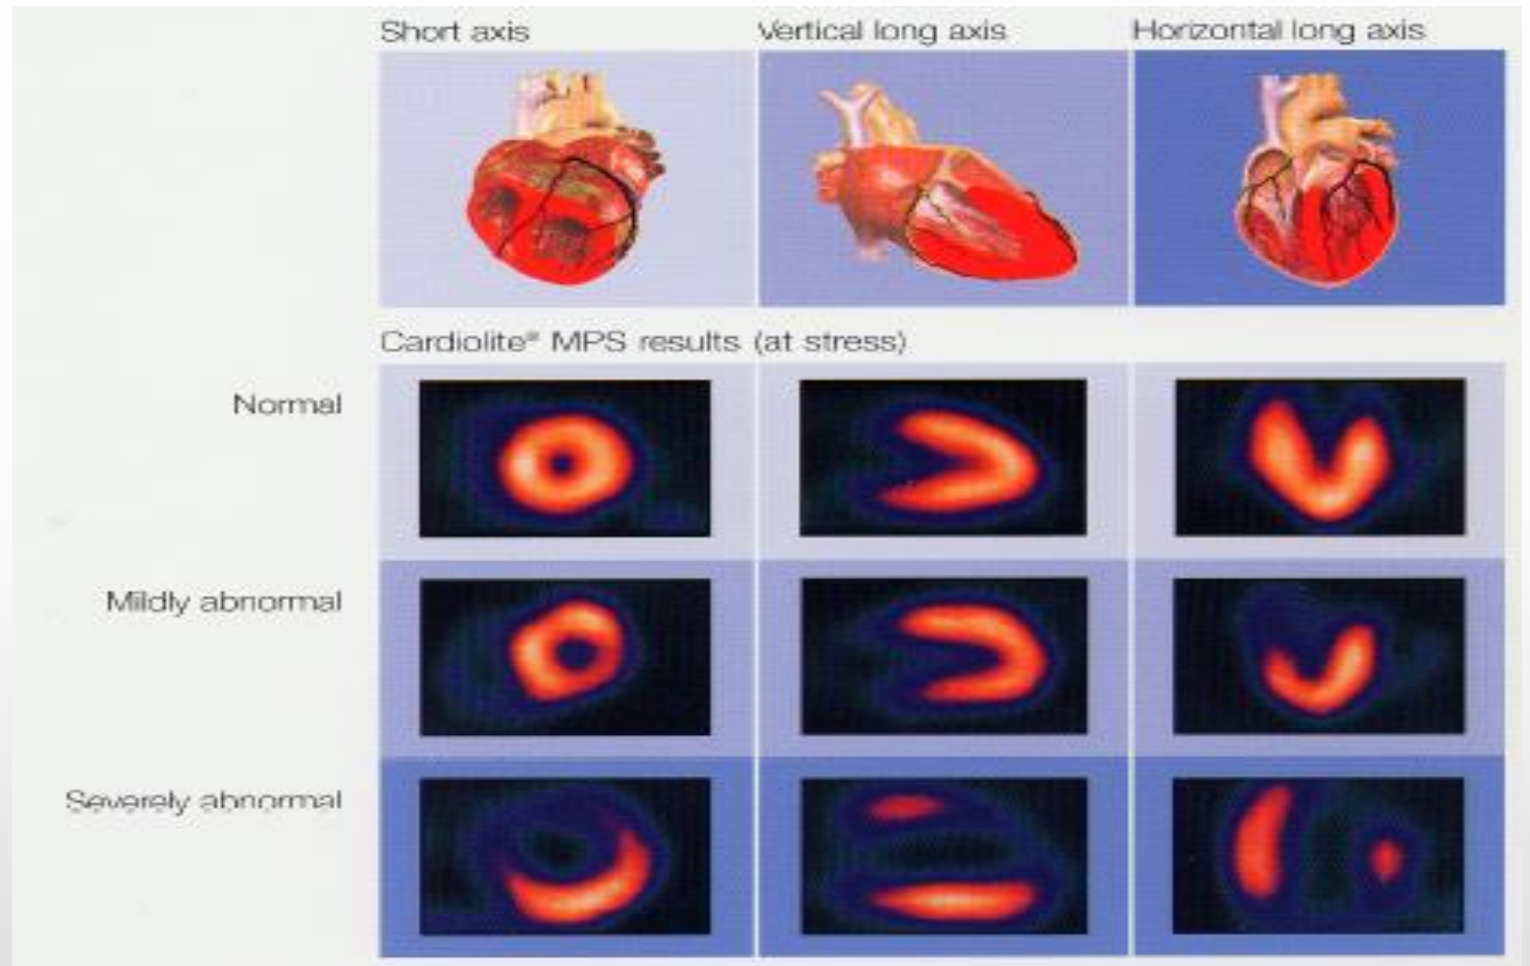 Short axis
Vertical long axis
Horizontal long axis
Cardiolite® MPS results (at stress)
Normal
Mildly abnormal
Severely abnormal